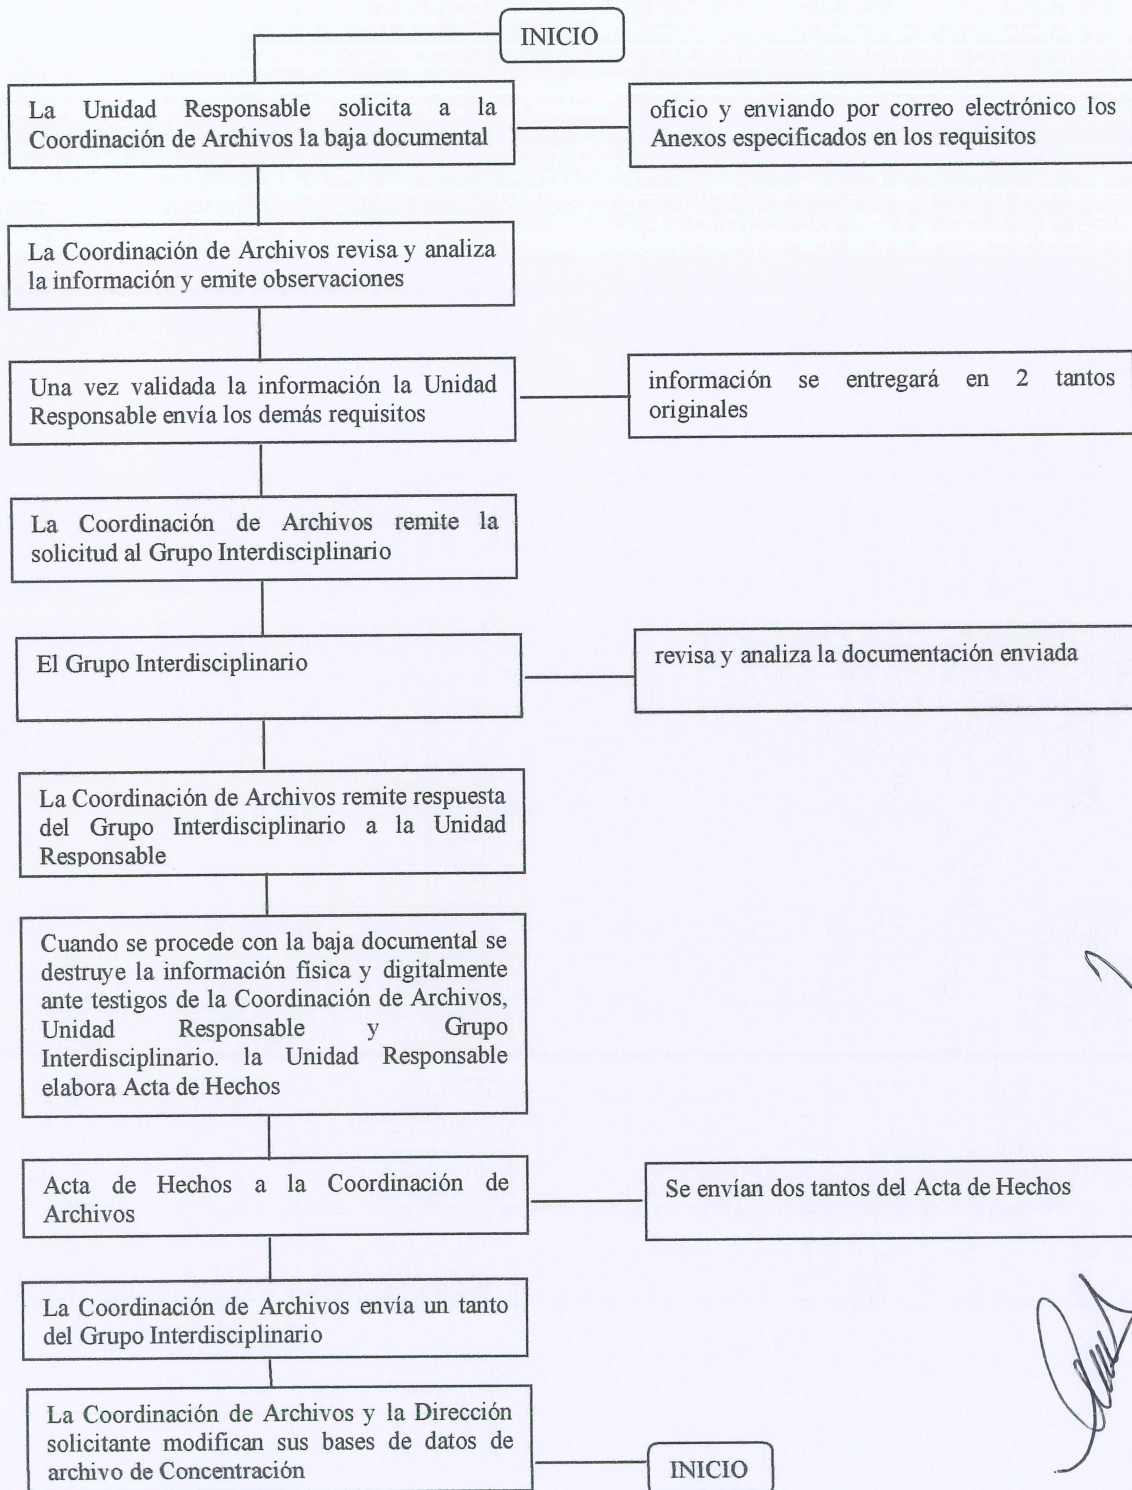 INICIO
La Unidad Responsable solicita a la
Coordinación de Archivos la baja documental
oficio y enviando por correo electrónico los
Anexos especificados en los requisitos
La Coordinación de Archivos revisa y analiza
la información y emite observaciones
Una vez validada la información la Unidad
Responsable envía los demás requisitos
información se entregará en 2 tantos
originales
La Coordinación de Archivos remite la
solicitud al Grupo Interdisciplinario
El Grupo Interdisciplinario
revisa y analiza la documentación enviada
La Coordinación de Archivos remite respuesta
del Grupo Interdisciplinario a la Unidad
Responsable
Cuando se procede con la baja documental se
destruye la información física y digitalmente
ante testigos de la Coordinación de Archivos,
Unidad Responsable y Grupo
Interdisciplinario. la Unidad Responsable
elabora Acta de Hechos
Acta de Hechos a la Coordinación de
Archivos
Se envían dos tantos del Acta de Hechos
La Coordinación de Archivos envía un tanto
del Grupo Interdisciplinario
La Coordinación de Archivos y la Dirección
solicitante modifican sus bases de datos de
archivo de Concentración
INICIO